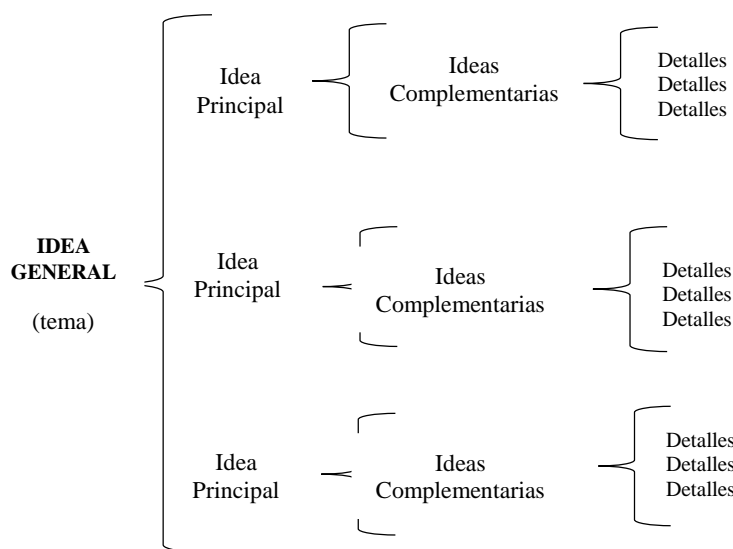 Idea
Principal
Ideas
Complementarias
Detalles
Detalles
Detalles
IDEA
GENERAL
(tema)
Idea
Principal
Ideas
Complementarias
Detalles
Detalles
Detalles
Idea
Principal
Ideas
Complementarias
Detalles
Detalles
Detalles